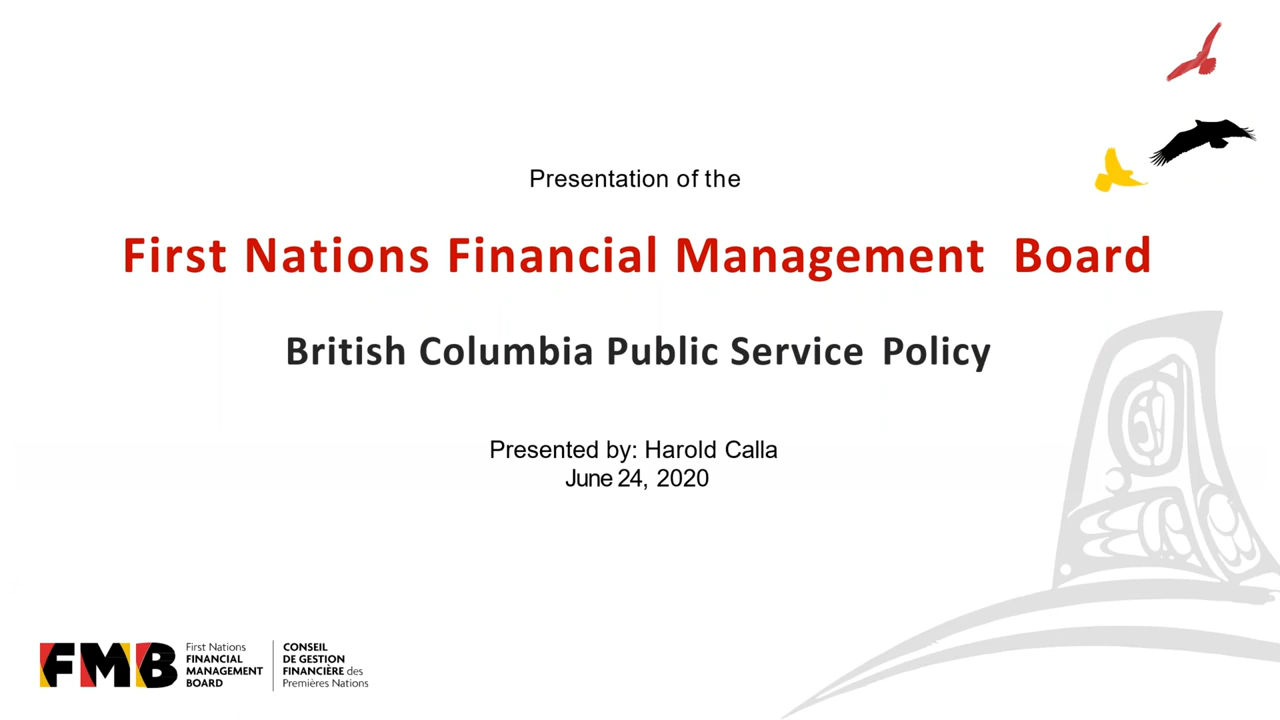 Presentation of the
First Nations Financial Management Board
British Columbia Public Service Policy
Presented by: Harold Calla
June 24, 2020
FMB
First Nations
FINANCIAL
MANAGEMENT
BOARD
CONSEIL
DE GESTION
FINANCIÈRE des
Premières Nations